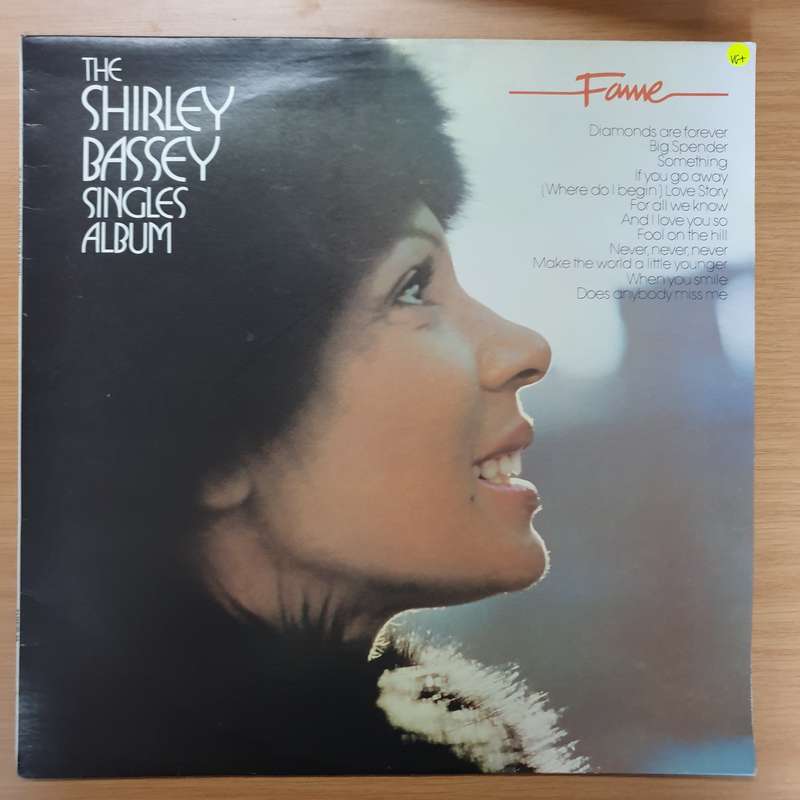 THE
SHIRLEY
BASSEY
SINGLES
ALBUM
Fame
Diamonds are forever
Big Spender
Something
If you go away
(Where do I begin) Love Story
For all we know
And I love you so
Fool on the hill
Never, never, never
Make the world a little younger
When you smile
Does anybody miss me
VG+